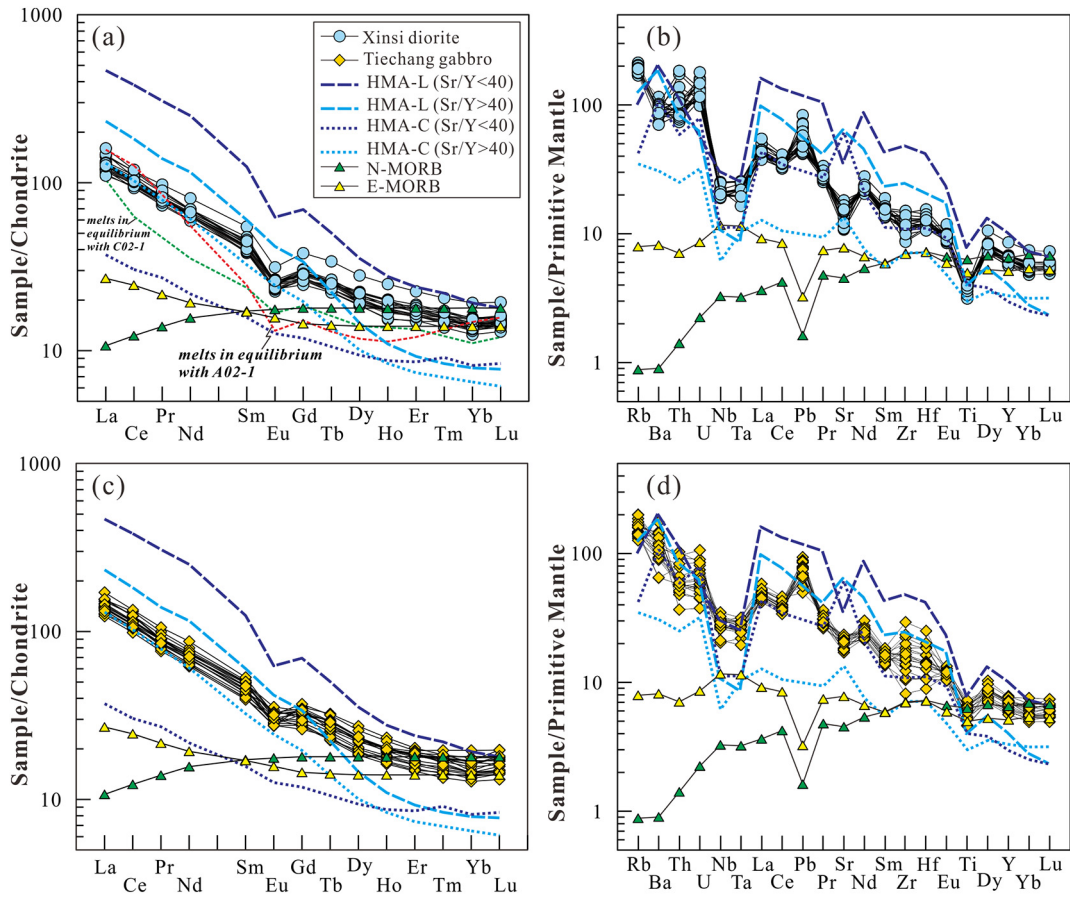 (a)
Sample/Chondrite
1000
100
10
Xinsi diorite
Tiechang gabbro
HMA-L (Sr/Y<40)
HMA-L (Sr/Y>40)
HMA-C (Sr/Y<40)
HMA-C (Sr/Y>40)
N-MORB
E-MORB
melts in
equilibrium
with C02-1
melts in equilibrium
with A02-1
La Pr Sm Gd Dy Er Yb
Ce Nd Eu Tb Ho Tm Lu
(b)
Sample/Primitive Mantle
100
10
1
Rb Th Nb La Pb Sr Sm Hf Ti Y Lu
Ba U Ta Ce Pr Nd Zr Eu Dy Yb
(c)
Sample/Chondrite
1000
100
10
La Pr Sm Gd Dy Er Yb
Ce Nd Eu Tb Ho Tm Lu
(d)
Sample/Primitive Mantle
100
10
1
Rb Th Nb La Pb Sr Sm Hf Ti Y Lu
Ba U Ta Ce Pr Nd Zr Eu Dy Yb